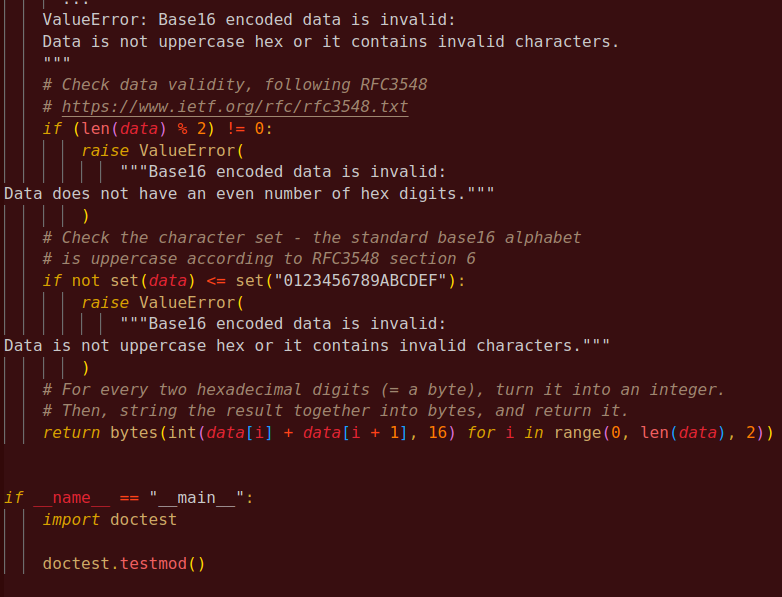 ...
ValueError: Base16 encoded data is invalid:
Data is not uppercase hex or it contains invalid characters.
"""
# Check data validity, following RFC3548
# https://www.ietf.org/rfc/rfc3548.txt
if (len(data) % 2) != 0:
raise ValueError(
"""Base16 encoded data is invalid:
Data does not have an even number of hex digits."""
)
# Check the character set - the standard base16 alphabet
# is uppercase according to RFC3548 section 6
if not set(data) <= set("0123456789ABCDEF"):
raise ValueError(
"""Base16 encoded data is invalid:
Data is not uppercase hex or it contains invalid characters."""
)
# For every two hexadecimal digits (= a byte), turn it into an integer.
# Then, string the result together into bytes, and return it.
return bytes(int(data[i] + data[i + 1], 16) for i in range(0, len(data), 2))
if __name__ == "__main__":
import doctest
doctest.testmod()